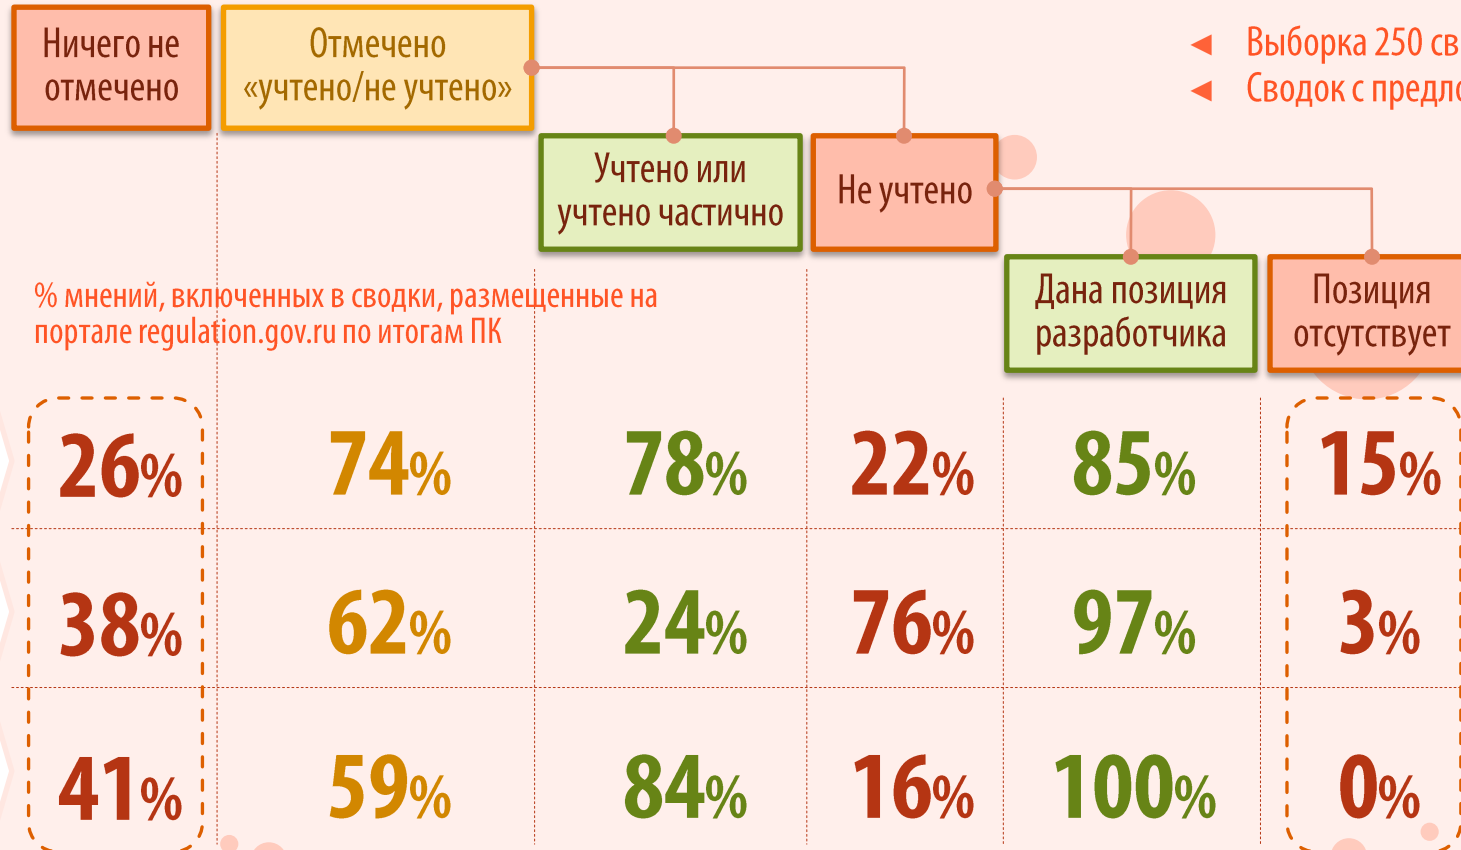 Ничего не
отмечено
Отмечено
«учтено/не учтено»
◄ Выборка 250 св
◄ Сводок с предло
Учтено или
учтено частично
Не учтено
Дана позиция
разработчика
Позиция
отсутствует
% мнений, включенных в сводки, размещенные на
портале regulation.gov.ru по итогам ПК
26% 74% 78% 22% 85% 15%
38% 62% 24% 76% 97% 3%
41% 59% 84% 16% 100% 0%